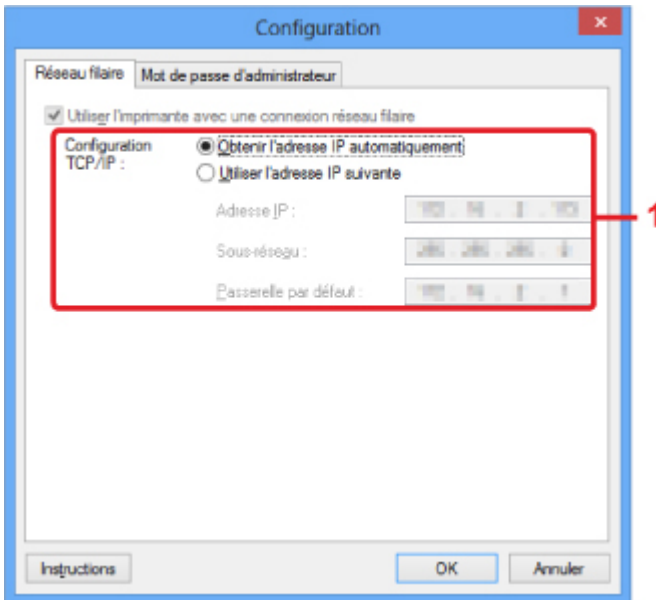 Configuration
Réseau filaire
Mot de passe d'administrateur
Utiliser l'imprimante avec une connexion réseau filaire
Configuration
TCP/IP :
Obtenir l'adresse IP automatiquement
Utiliser l'adresse IP suivante
Adresse IP :
Sous-réseau :
Passerelle par défaut :
1
Instructions
OK
Annuler